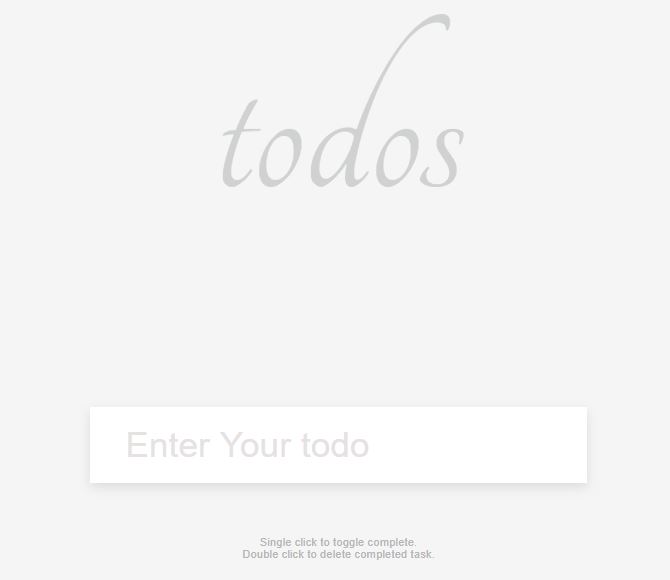 todos
Enter Your todo
Single click to toggle complete.
Double click to delete completed task.